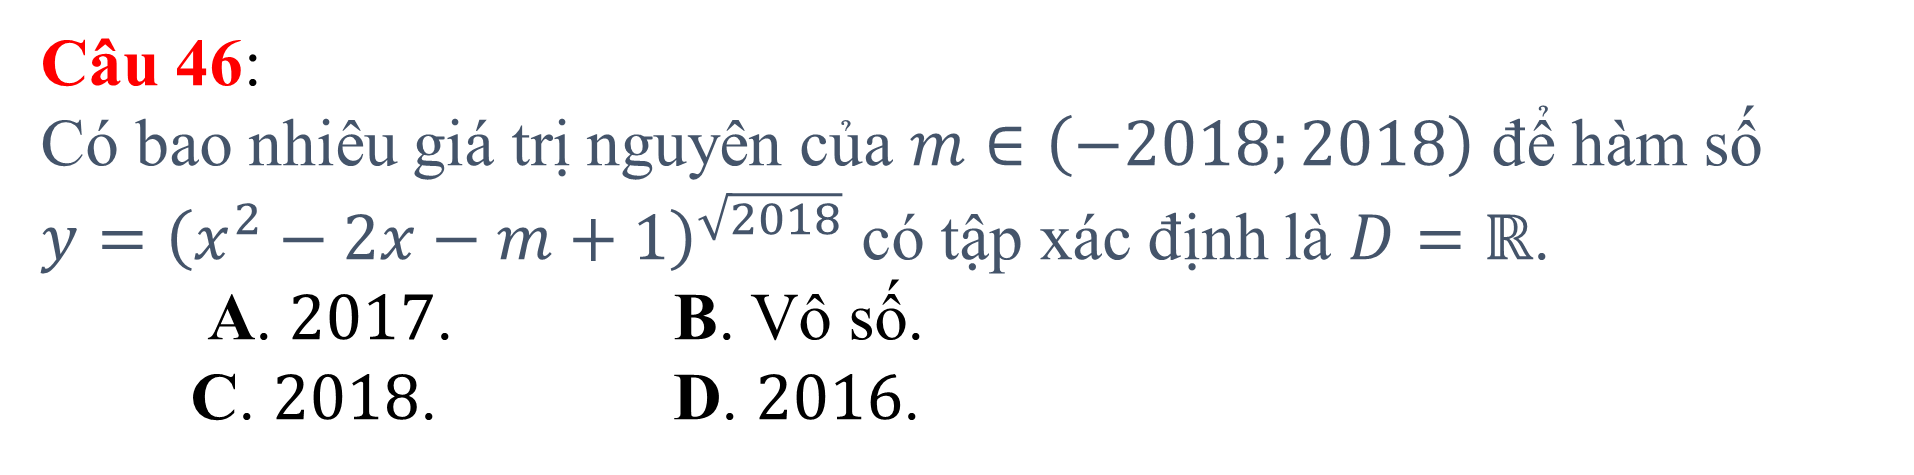 Câu 46:
Có bao nhiêu giá trị nguyên của 𝑚 ∈ (−2018; 2018) để hàm số
𝑦 = (𝑥² − 2𝑥 − 𝑚 + 1)^√2018 có tập xác định là 𝐷 = ℝ.
A. 2017. B. Vô số.
C. 2018. D. 2016.